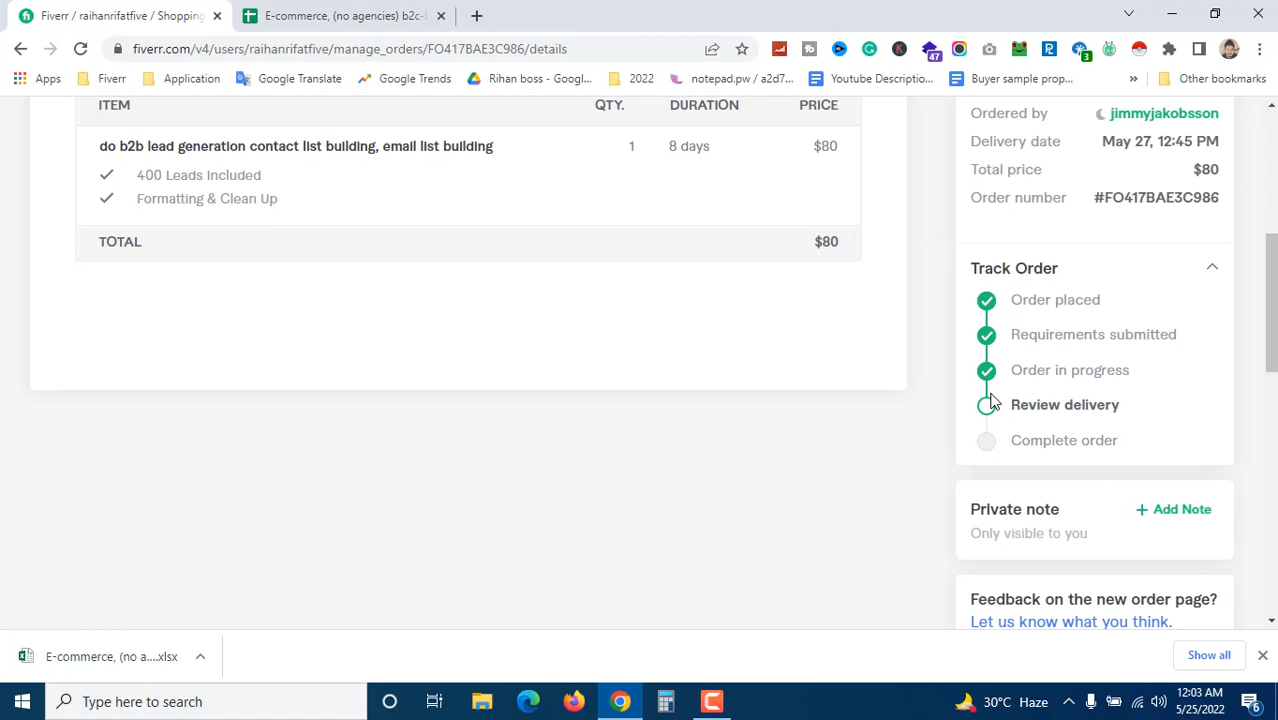 Fiverr / raihanrifatfive / Shopping
E-commerce, (no agencies) b2c-b
fiverr.com/v4/users/raihanrifatfive/manage_orders/FO417BAE3C986/details
47
3
Apps
Fiverr
Application
Google Translate
Google Trends
Rihan boss - Googl...
2022
notepad.pw / a2d7...
Youtube Descriptio...
Buyer sample prop...
»
Other bookmarks
ITEM QTY. DURATION PRICE
do b2b lead generation contact list building, email list building 1 8 days $80
400 Leads Included
Formatting & Clean Up
TOTAL $80
Ordered by jimmyjakobsson
Delivery date May 27, 12:45 PM
Total price $80
Order number #FO417BAE3C986
Track Order
Order placed
Requirements submitted
Order in progress
Review delivery
Complete order
Private note + Add Note
Only visible to you
Feedback on the new order page?
Let us know what you think.
E-commerce, (no a....xlsx
Show all
Type here to search
30°C Haze
12:03 AM
5/25/2022
6